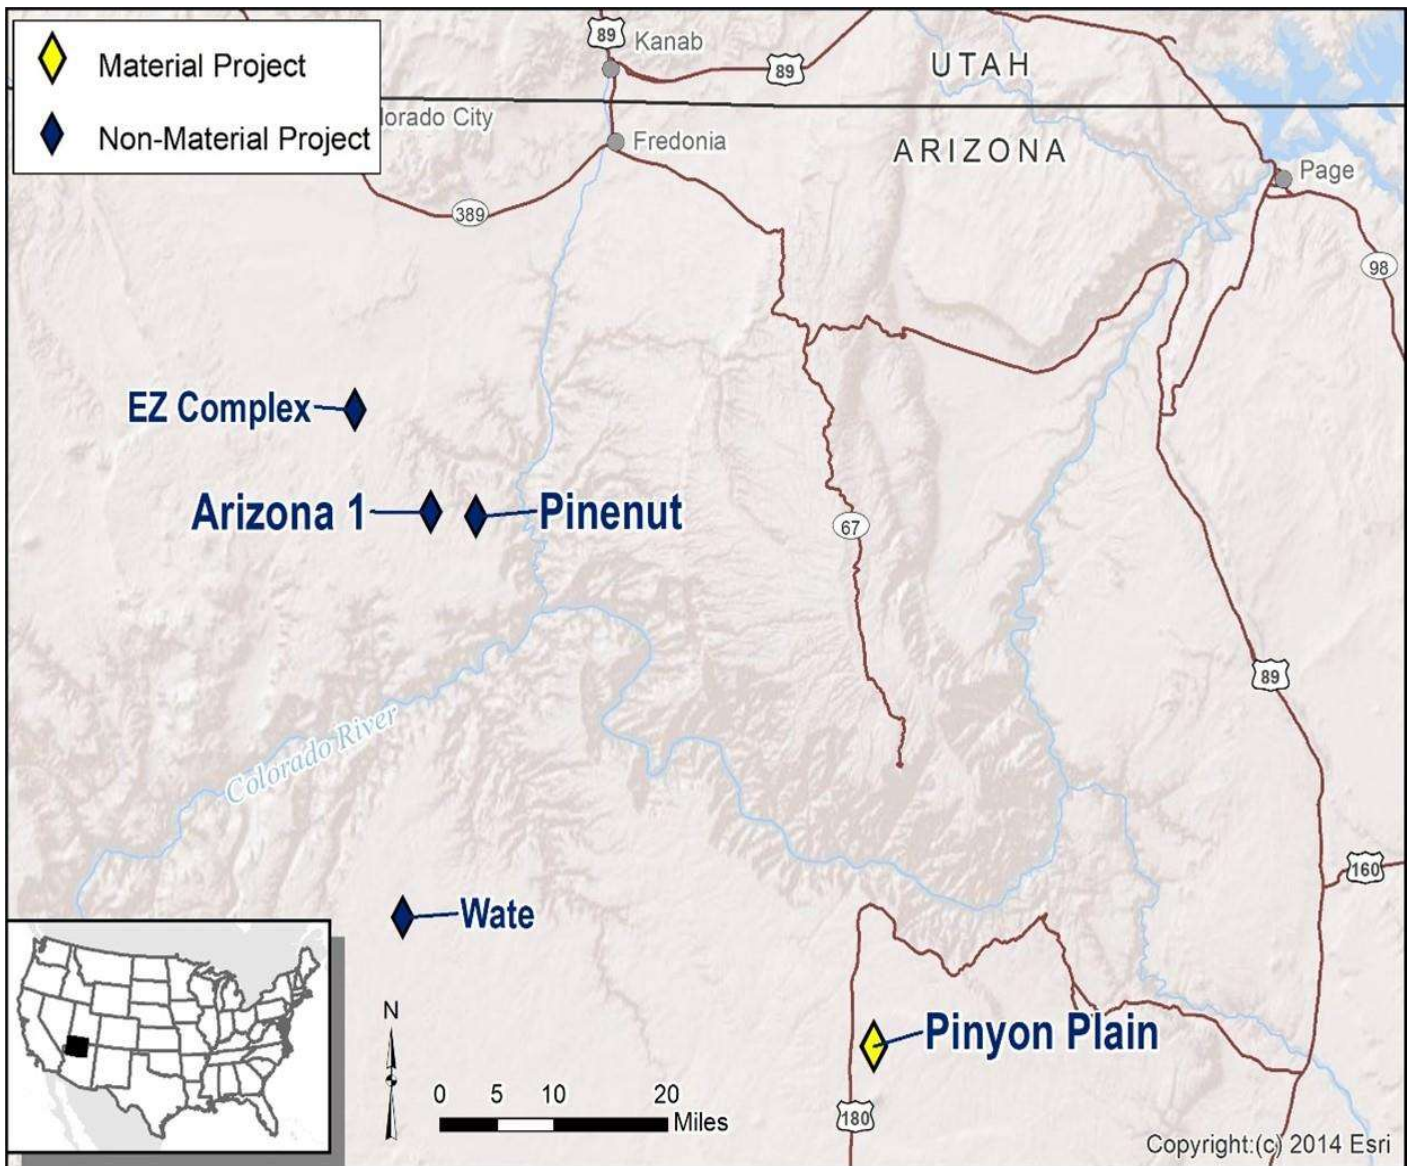 Material Project
Non-Material Project
89
Kanab
89
UTAH
lorado City
Fredonia
ARIZONA
Page
389
98
EZ Complex
Arizona 1
Pinenut
67
89
Colorado River
160
Wate
N
Pinyon Plain
0 5 10 20
Miles
180
Copyright:(c) 2014 Esri